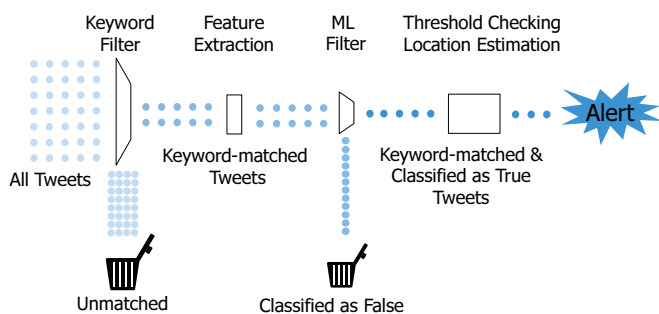 Keyword
Filter
Feature
Extraction
ML
Filter
Threshold Checking
Location Estimation
Alert
All Tweets
Keyword-matched
Tweets
Keyword-matched &
Classified as True
Tweets
Unmatched
Classified as False